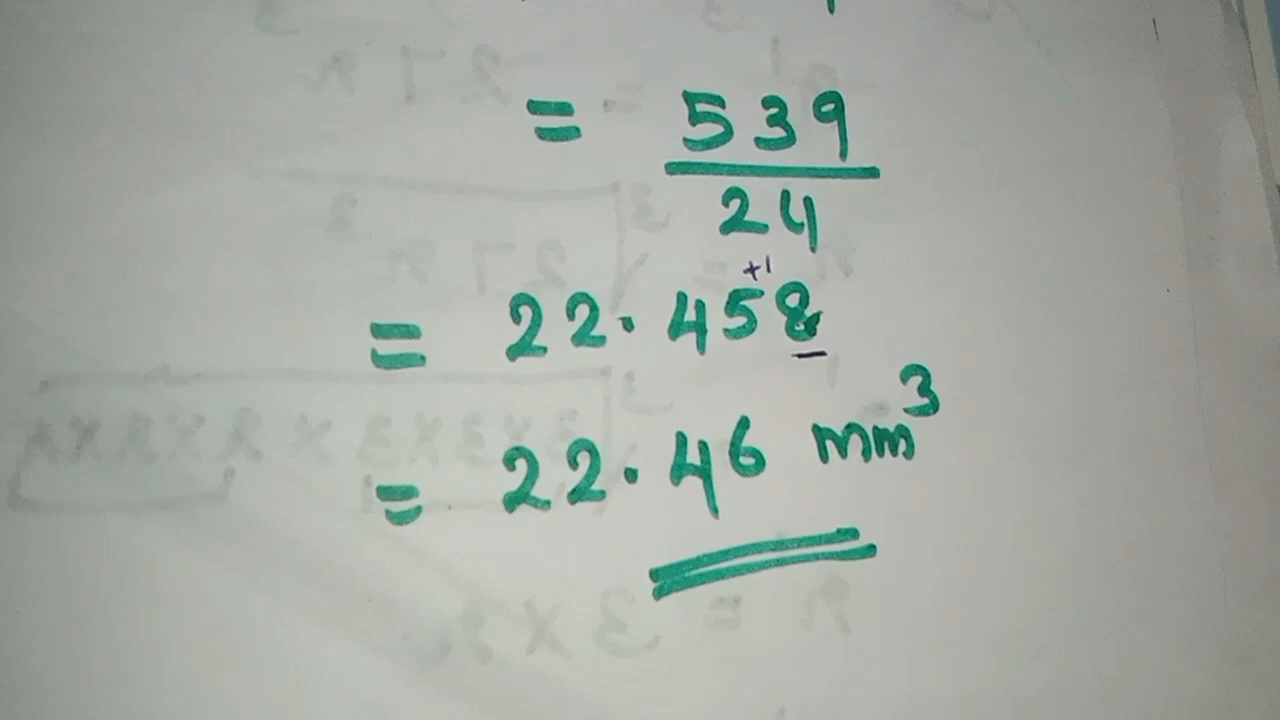 = 539
24
+1
= 22.458
= 22.46 mm³